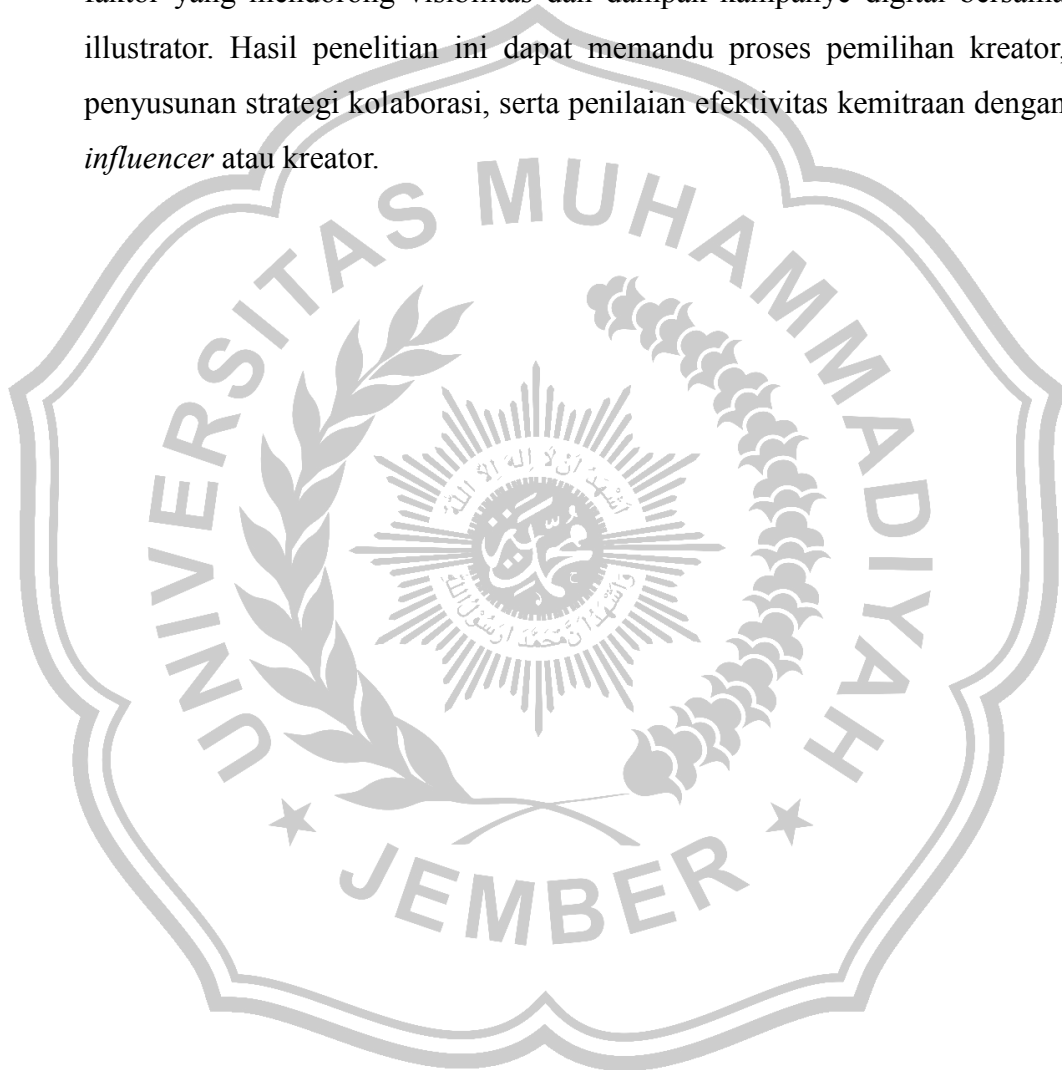 faktor yang mendorong visibilitas dan dampak kampanye digital bersama
illustrator. Hasil penelitian ini dapat memandu proses pemilihan kreator,
penyusunan strategi kolaborasi, serta penilaian efektivitas kemitraan dengan
influencer atau kreator.
UNIVERSITAS MUHAMMADIYAH
JEMBER